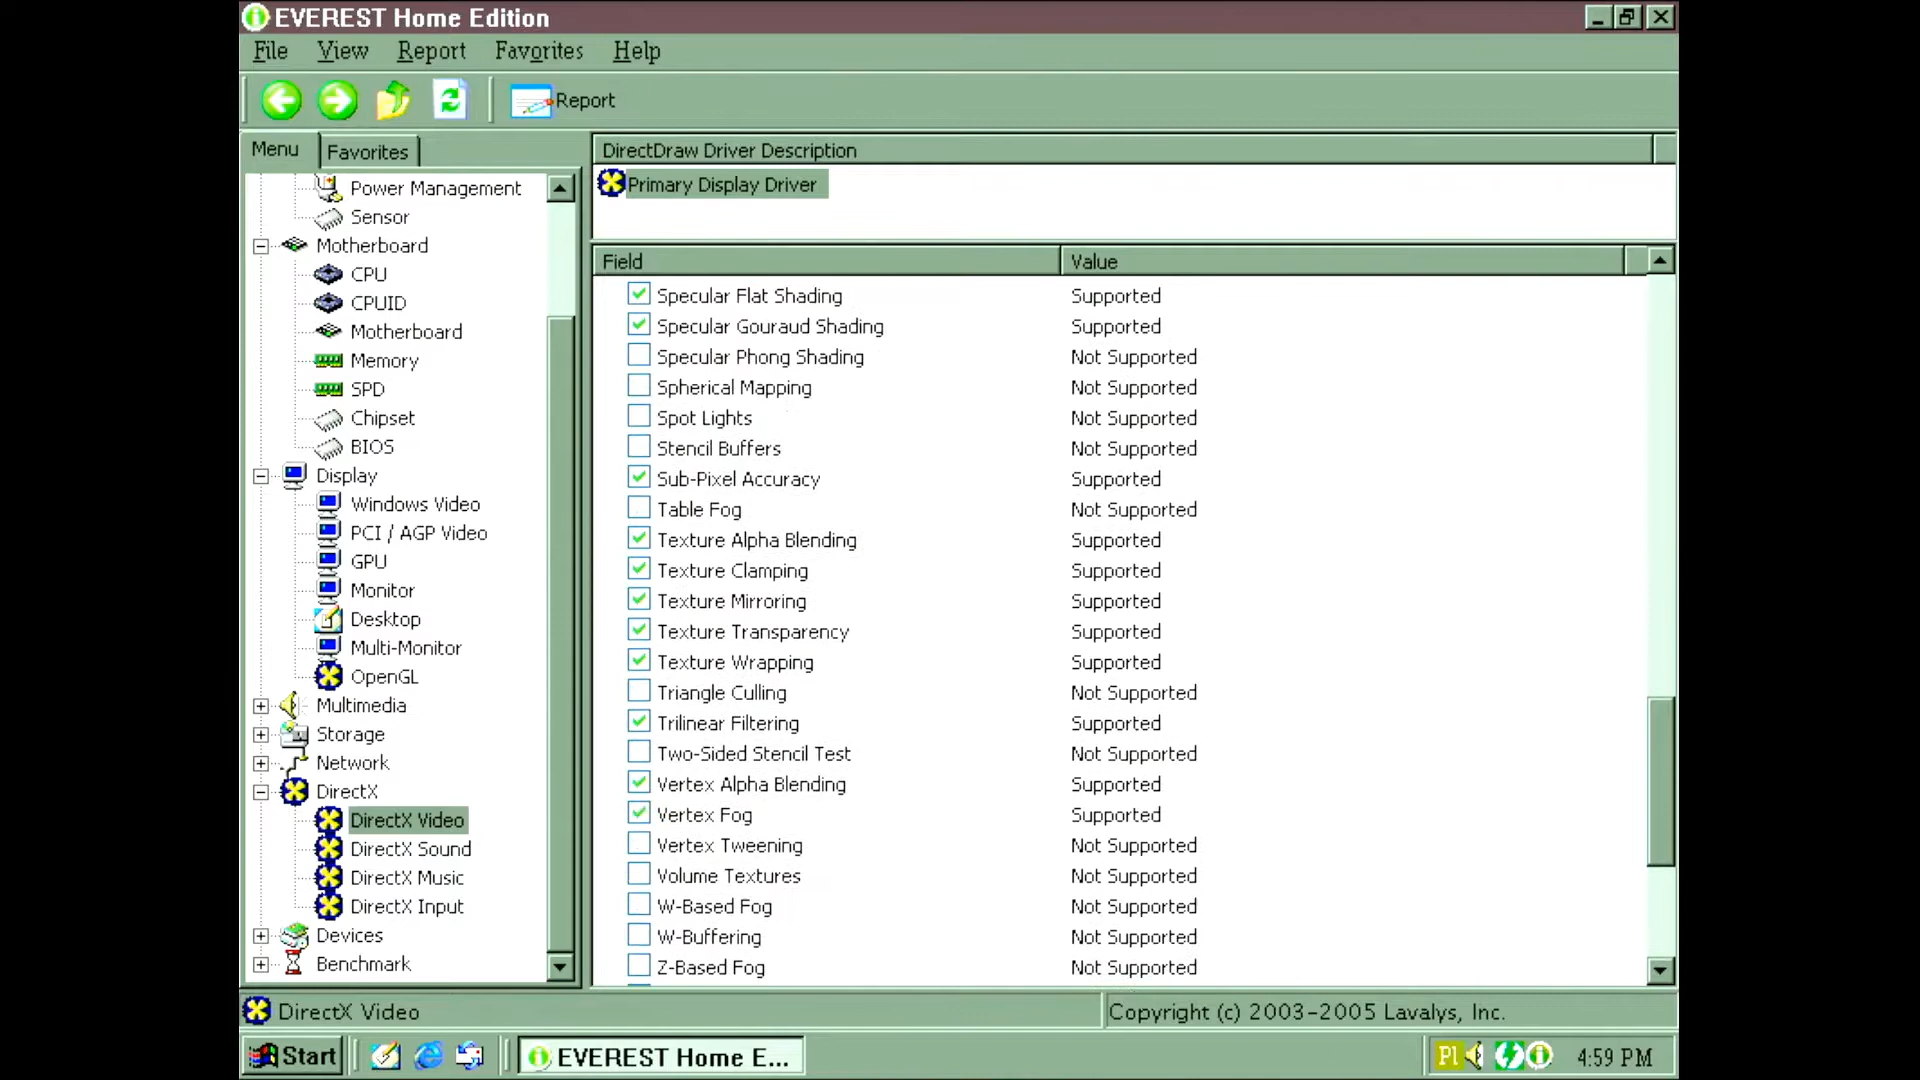 EVEREST Home Edition
File View Report Favorites Help
Report
Menu Favorites
Power Management
Sensor
Motherboard
CPU
CPUID
Motherboard
Memory
SPD
Chipset
BIOS
Display
Windows Video
PCI / AGP Video
GPU
Monitor
Desktop
Multi-Monitor
OpenGL
Multimedia
Storage
Network
DirectX
DirectX Video
DirectX Sound
DirectX Music
DirectX Input
Devices
Benchmark
DirectDraw Driver Description
Primary Display Driver
Field Value
Specular Flat Shading Supported
Specular Gouraud Shading Supported
Specular Phong Shading Not Supported
Spherical Mapping Not Supported
Spot Lights Not Supported
Stencil Buffers Not Supported
Sub-Pixel Accuracy Supported
Table Fog Not Supported
Texture Alpha Blending Supported
Texture Clamping Supported
Texture Mirroring Supported
Texture Transparency Supported
Texture Wrapping Supported
Triangle Culling Not Supported
Trilinear Filtering Supported
Two-Sided Stencil Test Not Supported
Vertex Alpha Blending Supported
Vertex Fog Supported
Vertex Tweening Not Supported
Volume Textures Not Supported
W-Based Fog Not Supported
W-Buffering Not Supported
Z-Based Fog Not Supported
DirectX Video Copyright (c) 2003-2005 Lavalys, Inc.
Start EVEREST Home E... Pl 4:59 PM